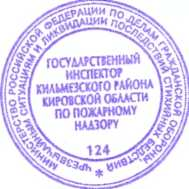 МИНИСТЕРСТВО РОССИЙСКОЙ ФЕДЕРАЦИИ ПО ДЕЛАМ ГРАЖДАНСКОЙ ОБОРОНЫ
ЧРЕЗВЫЧАЙНЫМ СИТУАЦИЯМ И ЛИКВИДАЦИИ ПОСЛЕДСТВИЙ СТИХИЙНЫХ БЕДСТВИЙ
ГОСУДАРСТВЕННЫЙ
ИНСПЕКТОР
КИЛЬМЕЗСКОГО РАЙОНА
КИРОВСКОЙ ОБЛАСТИ
ПО ПОЖАРНОМУ
НАДЗОРУ
124